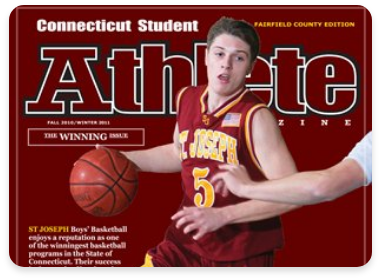 Connecticut Student
FAIRFIELD COUNTY EDITION
Athlete
FALL 2010/WINTER 2011
ZINE
THE WINNING ISSUE
ST JOSEPH
5
ST JOSEPH Boys' Basketball
enjoys a reputation as one
of the winningest basketball
programs in the State of
Connecticut. Their success